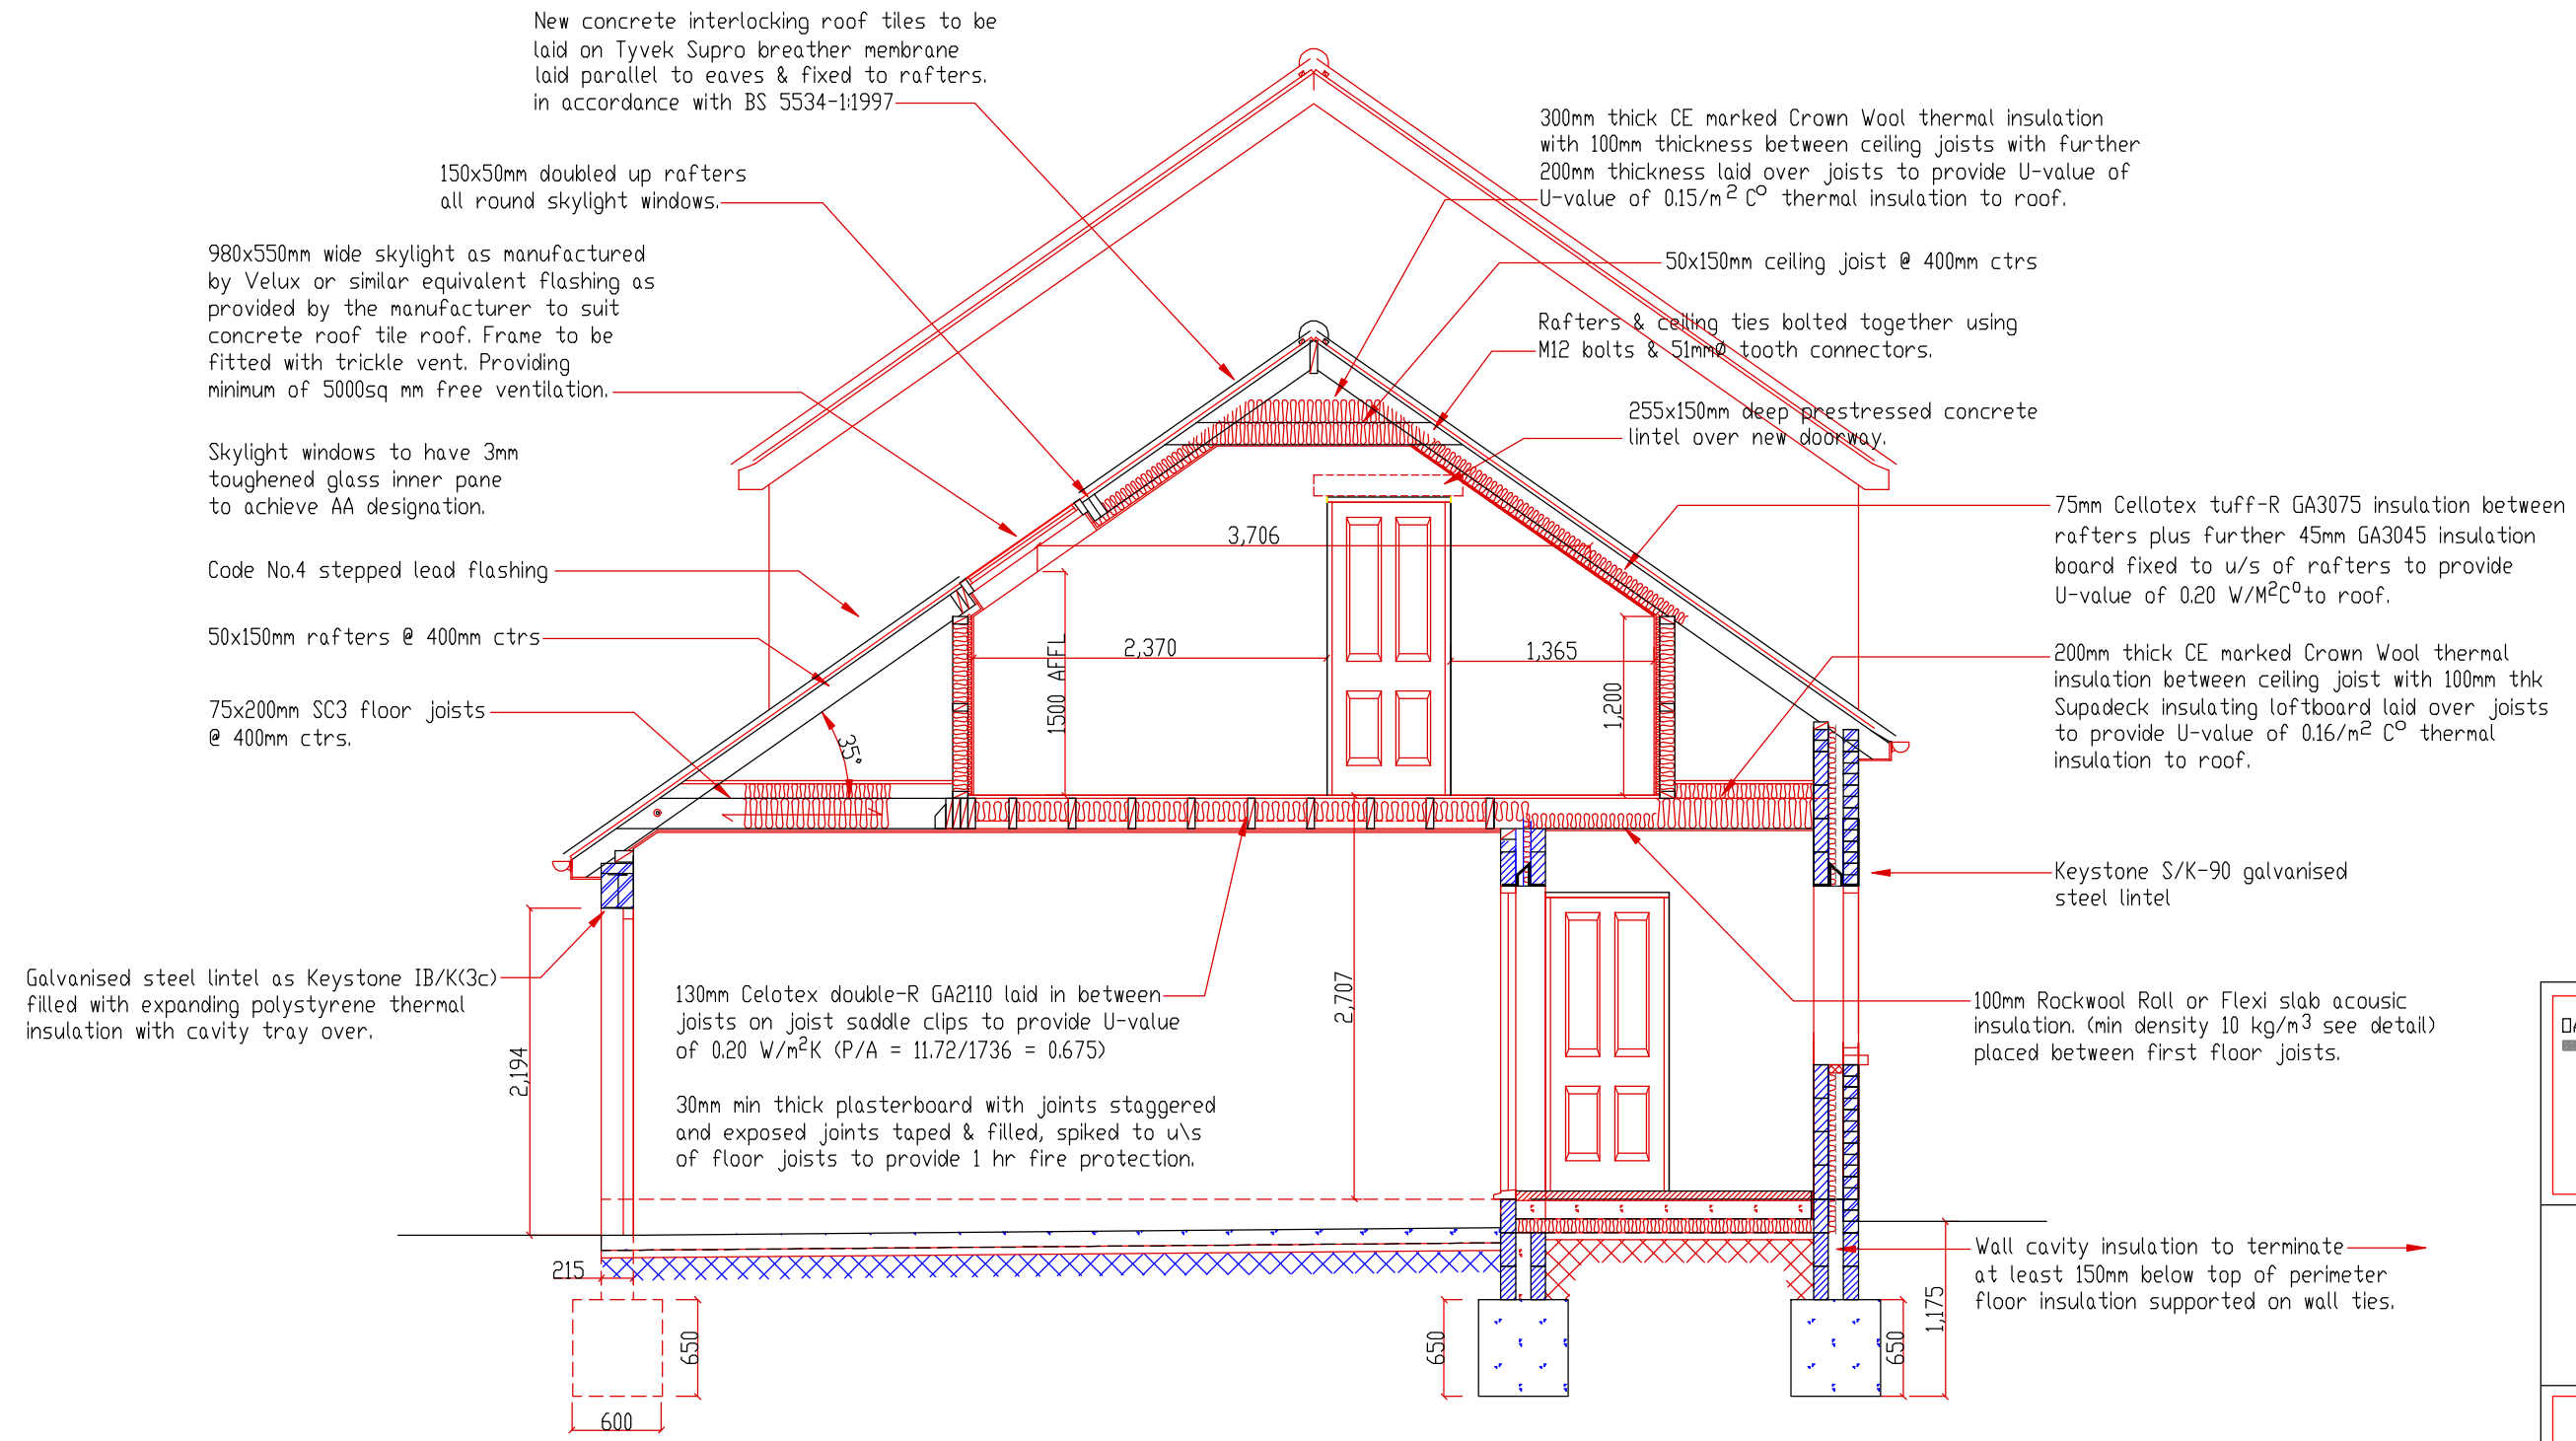 New concrete interlocking roof tiles to be
laid on Tyvek Supro breather membrane
laid parallel to eaves & fixed to rafters.
in accordance with BS 5534-1:1997
150x50mm doubled up rafters
all round skylight windows.
980x550mm wide skylight as manufactured
by Velux or similar equivalent flashing as
provided by the manufacturer to suit
concrete roof tile roof. Frame to be
fitted with trickle vent. Providing
minimum of 5000sq mm free ventilation.
Skylight windows to have 3mm
toughened glass inner pane
to achieve AA designation.
Code No.4 stepped lead flashing
50x150mm rafters @ 400mm ctrs
75x200mm SC3 floor joists
@ 400mm ctrs.
Galvanised steel lintel as Keystone IB/K(3c)
filled with expanding polystyrene thermal
insulation with cavity tray over.
300mm thick CE marked Crown Wool thermal insulation
with 100mm thickness between ceiling joists with further
200mm thickness laid over joists to provide U-value of
U-value of 0.15/m² C° thermal insulation to roof.
50x150mm ceiling joist @ 400mm ctrs
Rafters & ceiling ties bolted together using
M12 bolts & 51mmØ tooth connectors.
255x150mm deep prestressed concrete
lintel over new doorway.
75mm Cellotex tuff-R GA3075 insulation between
rafters plus further 45mm GA3045 insulation
board fixed to u/s of rafters to provide
U-value of 0.20 W/M²C° to roof.
200mm thick CE marked Crown Wool thermal
insulation between ceiling joist with 100mm thk
Supadeck insulating loftboard laid over joists
to provide U-value of 0.16/m² C° thermal
insulation to roof.
Keystone S/K-90 galvanised
steel lintel
100mm Rockwool Roll or Flexi slab acousic
insulation. (min density 10 kg/m³ see detail)
placed between first floor joists.
Wall cavity insulation to terminate
at least 150mm below top of perimeter
floor insulation supported on wall ties.
130mm Celotex double-R GA2110 laid in between
joists on joist saddle clips to provide U-value
of 0.20 W/m²K (P/A = 11.72/1736 = 0.675)
30mm min thick plasterboard with joints staggered
and exposed joints taped & filled, spiked to u\s
of floor joists to provide 1 hr fire protection.
3,706
2,370
1,365
1500 AFFL
1,200
35°
2,707
2,194
215
650
600
650
650
1,175